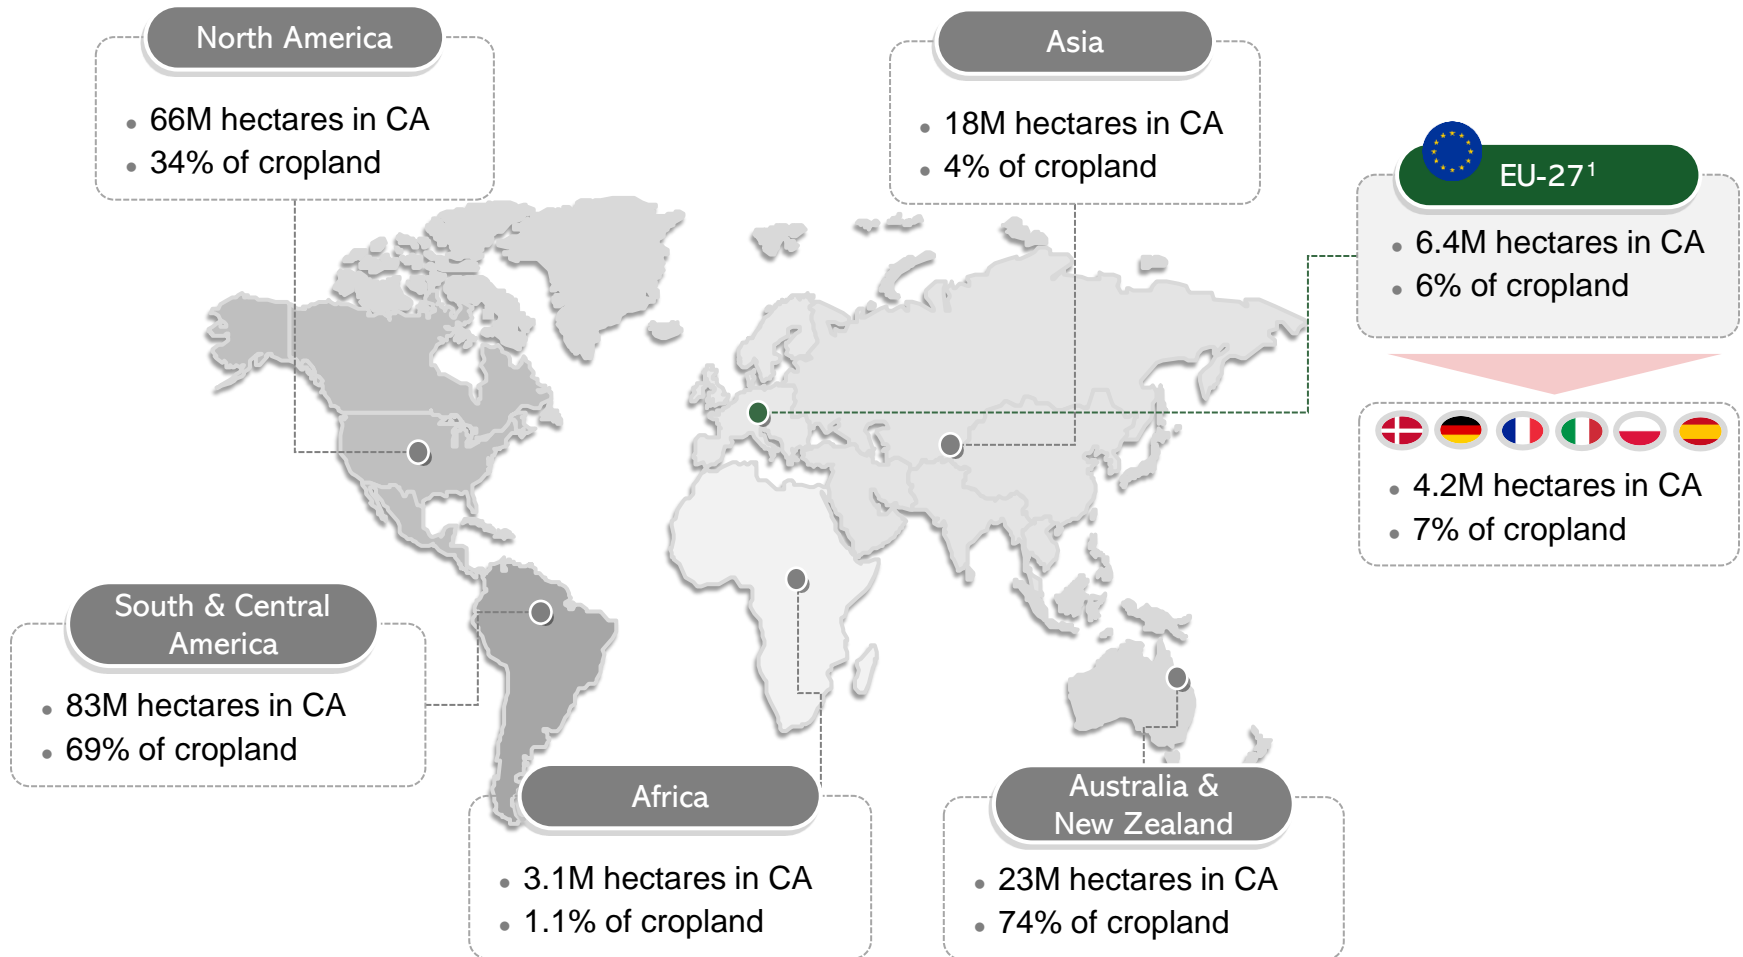 North America
• 66M hectares in CA
• 34% of cropland
Asia
• 18M hectares in CA
• 4% of cropland
EU-27¹
• 6.4M hectares in CA
• 6% of cropland
• 4.2M hectares in CA
• 7% of cropland
South & Central
America
• 83M hectares in CA
• 69% of cropland
Africa
• 3.1M hectares in CA
• 1.1% of cropland
Australia &
New Zealand
• 23M hectares in CA
• 74% of cropland